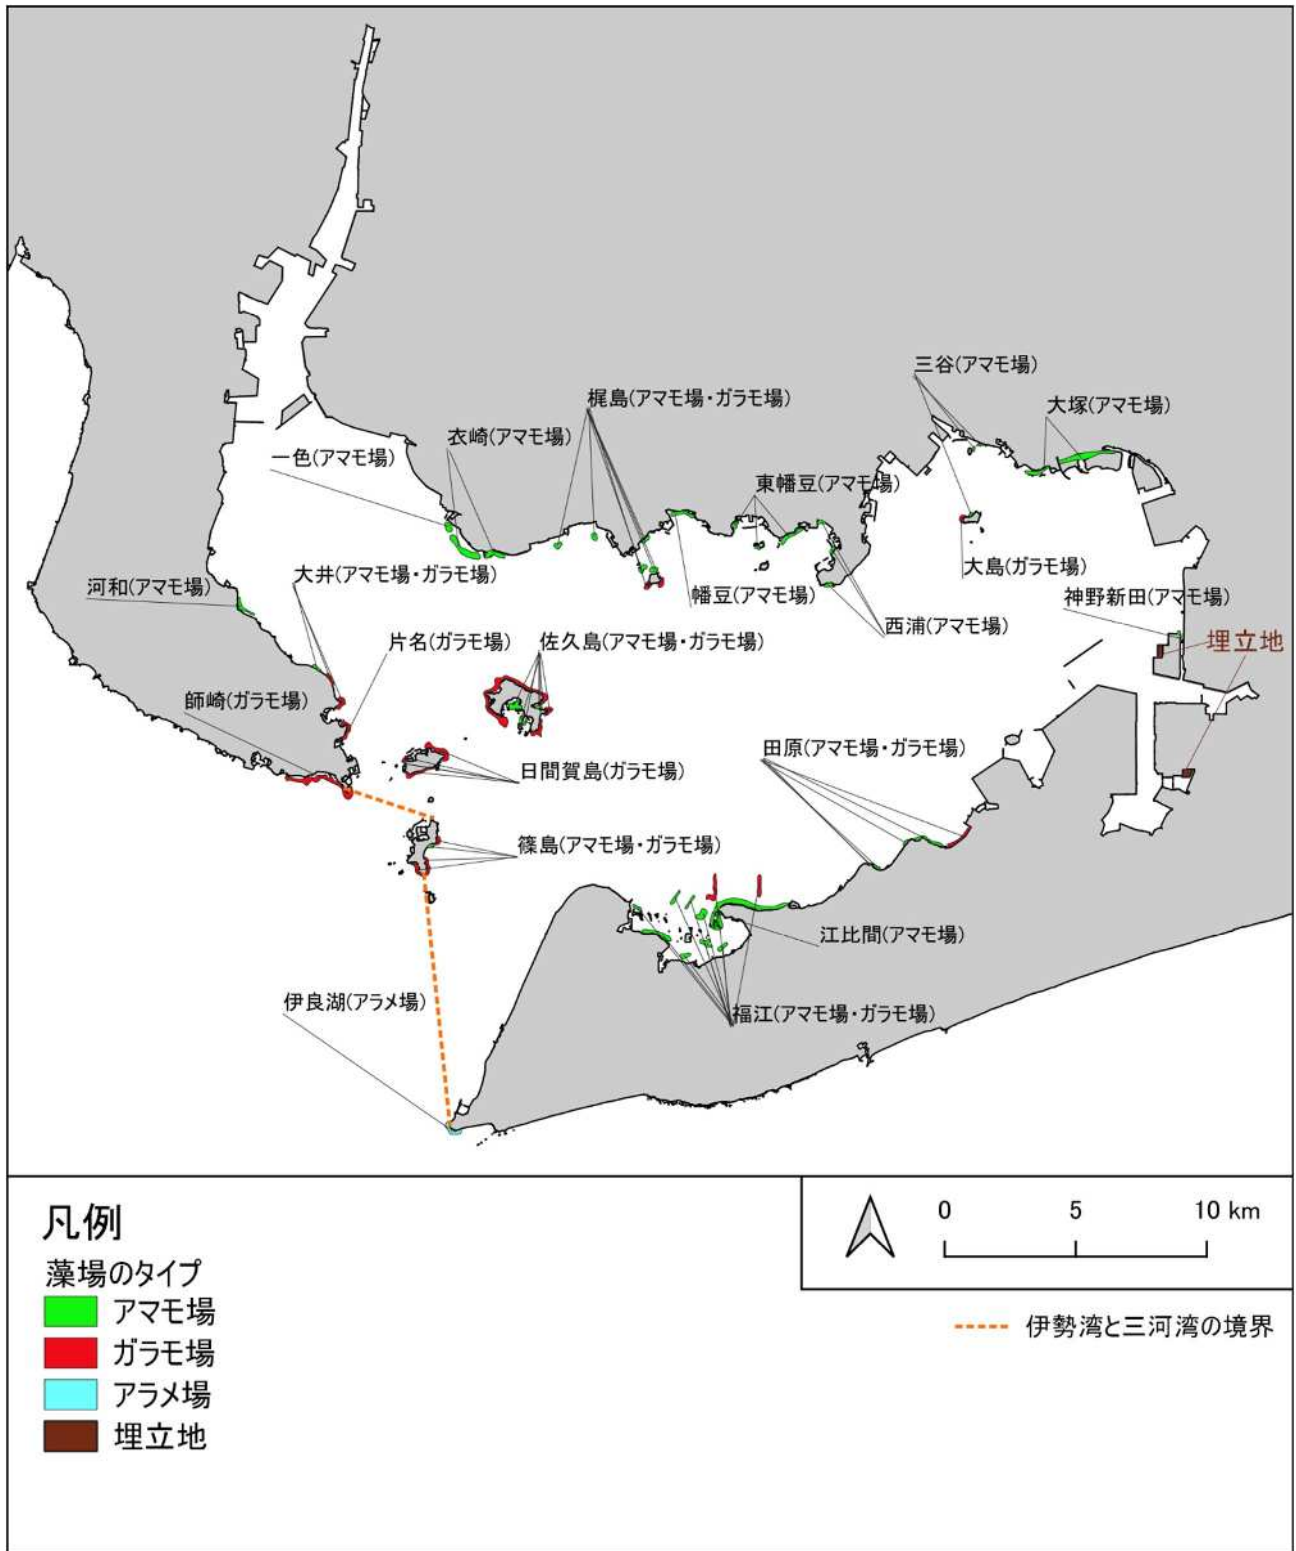 三谷(アマモ場)
梶島(アマモ場・ガラモ場)
大塚(アマモ場)
衣崎(アマモ場)
一色(アマモ場)
東幡豆(アマモ場)
大井(アマモ場・ガラモ場)
大島(ガラモ場)
河和(アマモ場)
幡豆(アマモ場)
神野新田(アマモ場)
西浦(アマモ場)
片名(ガラモ場)
佐久島(アマモ場・ガラモ場)
埋立地
師崎(ガラモ場)
田原(アマモ場・ガラモ場)
日間賀島(ガラモ場)
篠島(アマモ場・ガラモ場)
江比間(アマモ場)
伊良湖(アラメ場)
福江(アマモ場・ガラモ場)
凡例
藻場のタイプ
アマモ場
ガラモ場
アラメ場
埋立地
0 5 10 km
伊勢湾と三河湾の境界